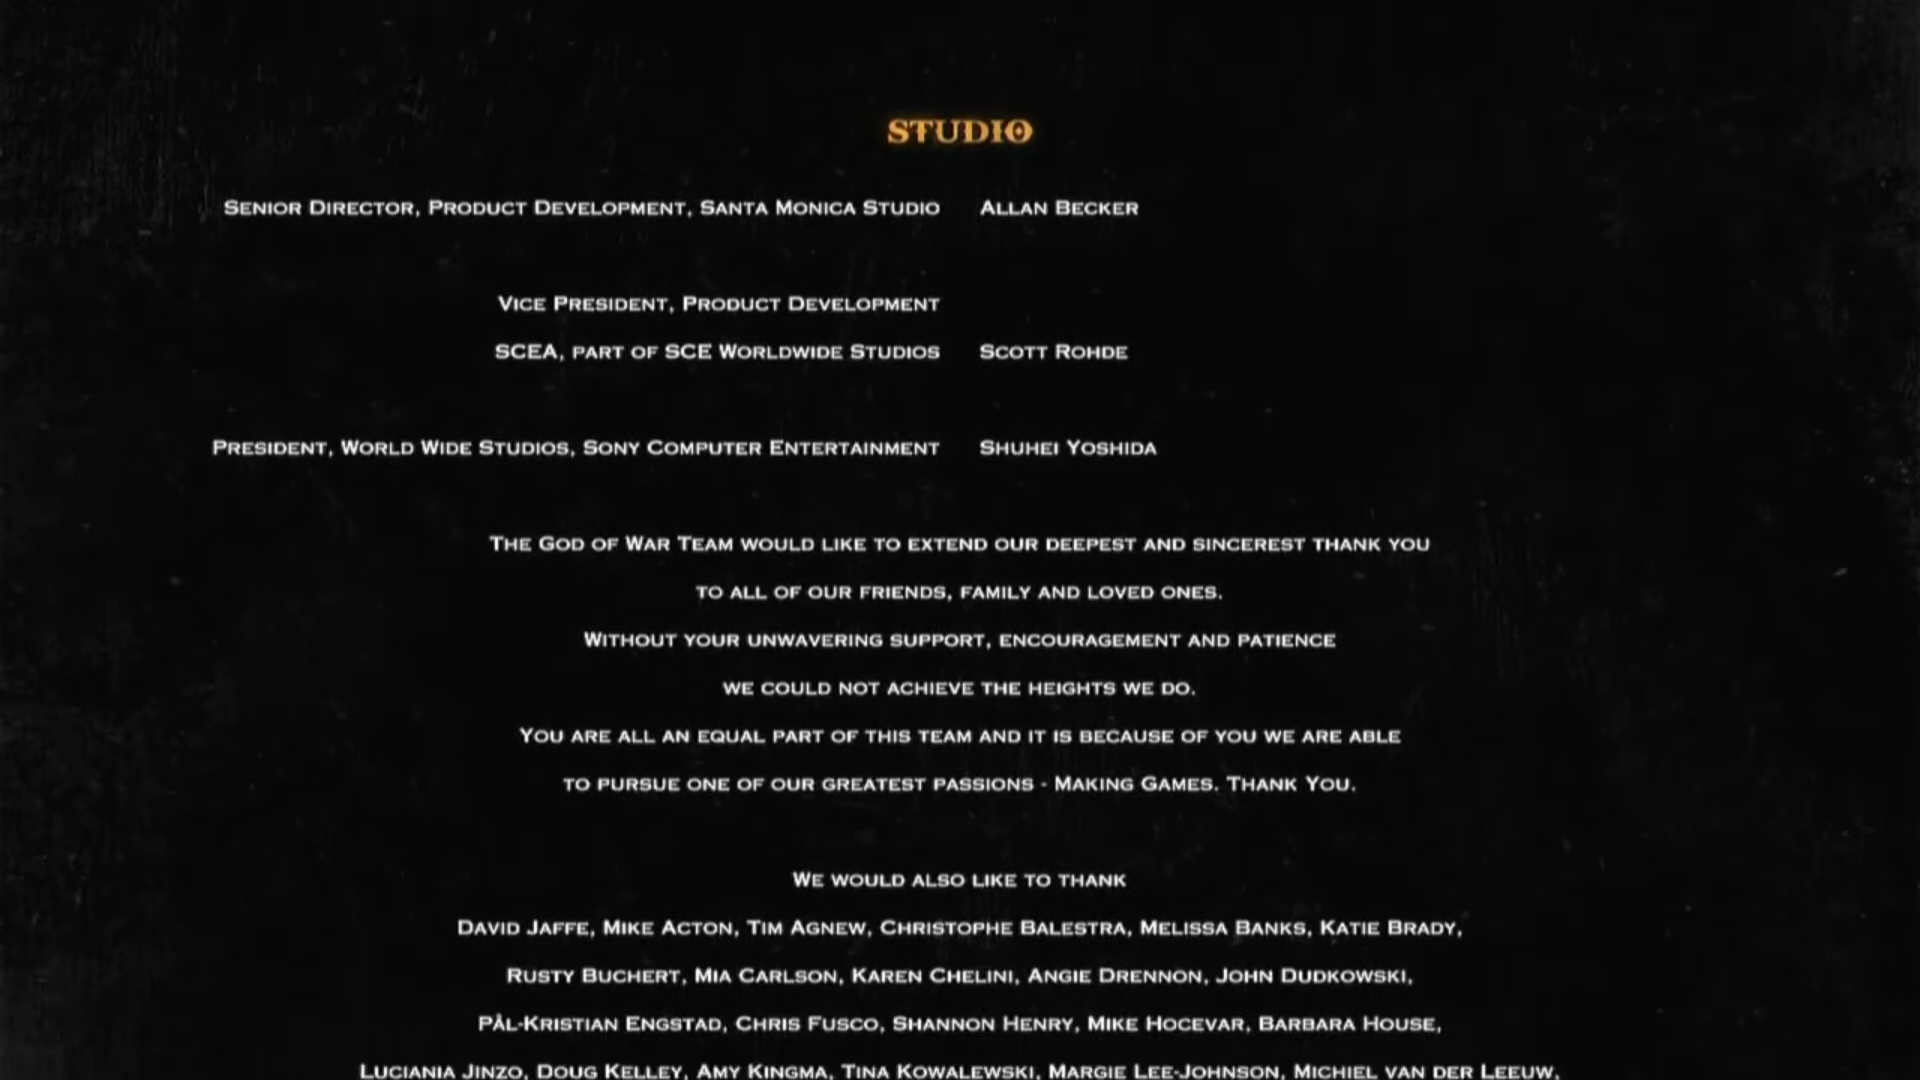 STUDIO
SENIOR DIRECTOR, PRODUCT DEVELOPMENT, SANTA MONICA STUDIO ALLAN BECKER
VICE PRESIDENT, PRODUCT DEVELOPMENT
SCEA, PART OF SCE WORLDWIDE STUDIOS SCOTT ROHDE
PRESIDENT, WORLD WIDE STUDIOS, SONY COMPUTER ENTERTAINMENT SHUHEI YOSHIDA
THE GOD OF WAR TEAM WOULD LIKE TO EXTEND OUR DEEPEST AND SINCEREST THANK YOU
TO ALL OF OUR FRIENDS, FAMILY AND LOVED ONES.
WITHOUT YOUR UNWAVERING SUPPORT, ENCOURAGEMENT AND PATIENCE
WE COULD NOT ACHIEVE THE HEIGHTS WE DO.
YOU ARE ALL AN EQUAL PART OF THIS TEAM AND IT IS BECAUSE OF YOU WE ARE ABLE
TO PURSUE ONE OF OUR GREATEST PASSIONS - MAKING GAMES. THANK YOU.
WE WOULD ALSO LIKE TO THANK
DAVID JAFFE, MIKE ACTON, TIM AGNEW, CHRISTOPHE BALESTRA, MELISSA BANKS, KATIE BRADY,
RUSTY BUCHERT, MIA CARLSON, KAREN CHELINI, ANGIE DRENNON, JOHN DUDKOWSKI,
PÅL-KRISTIAN ENGSTAD, CHRIS FUSCO, SHANNON HENRY, MIKE HOCEVAR, BARBARA HOUSE,
LUCIANIA JINZO, DOUG KELLEY, AMY KINGMA, TINA KOWALEWSKI, MARGIE LEE-JOHNSON, MICHIEL VAN DER LEEUW,